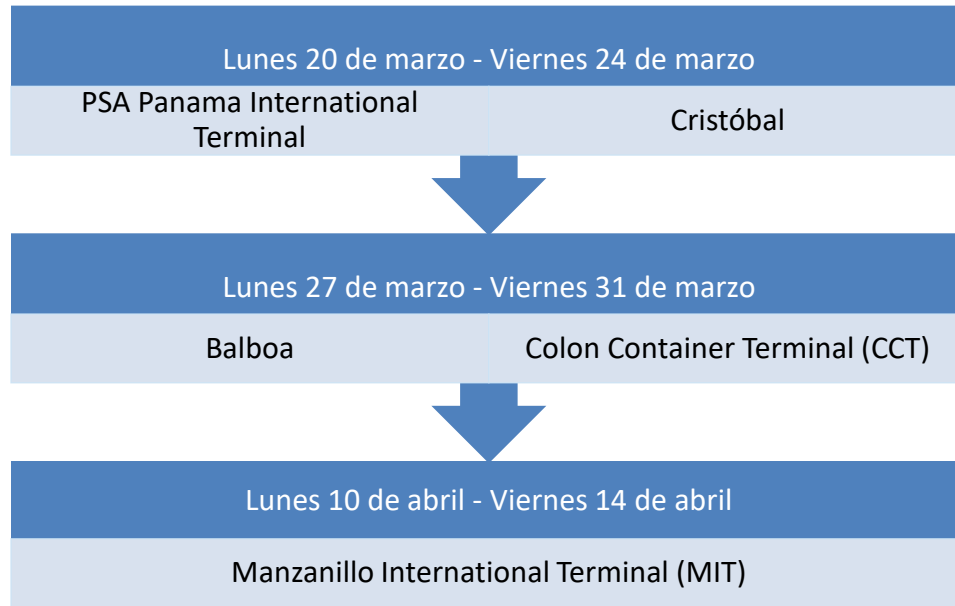 Lunes 20 de marzo - Viernes 24 de marzo
PSA Panama International
Terminal
Cristóbal
Lunes 27 de marzo - Viernes 31 de marzo
Balboa
Colon Container Terminal (CCT)
Lunes 10 de abril - Viernes 14 de abril
Manzanillo International Terminal (MIT)